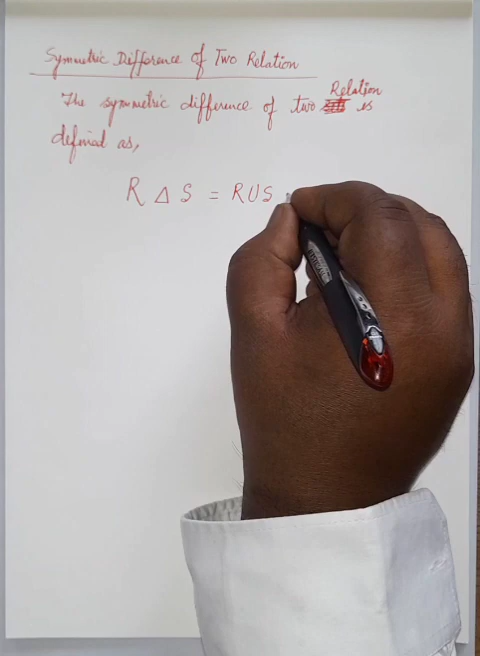 Symmetric Difference of Two Relation
The symmetric difference of two Relation is
defined as,
R Δ S = R U S